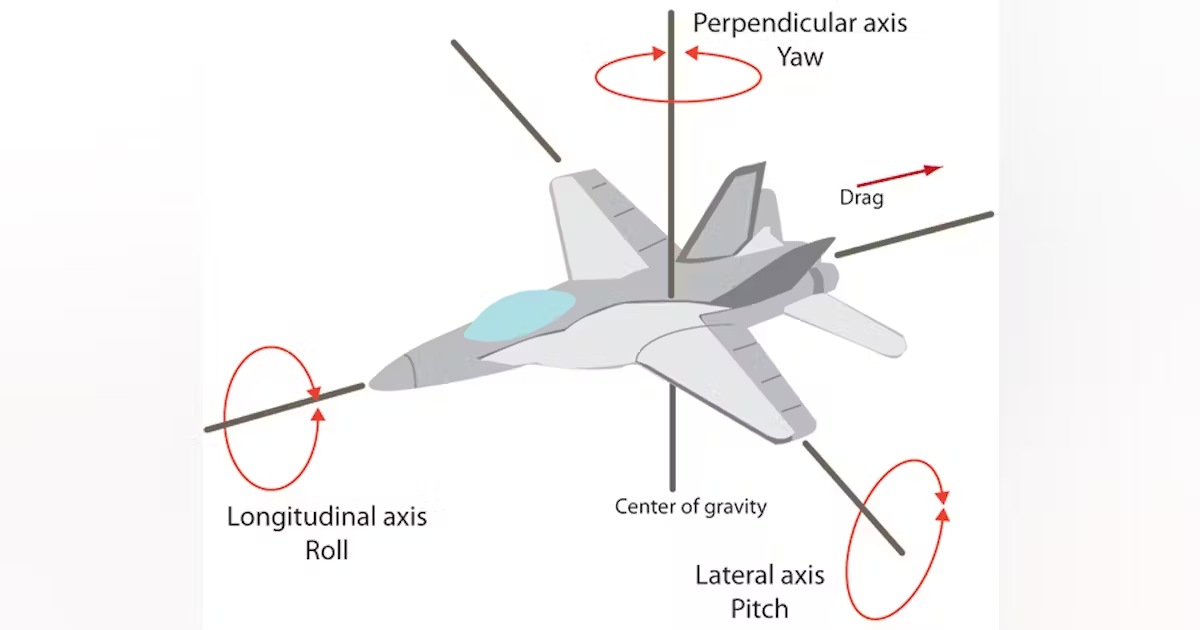 Perpendicular axis
Yaw
Drag
Center of gravity
Longitudinal axis
Roll
Lateral axis
Pitch